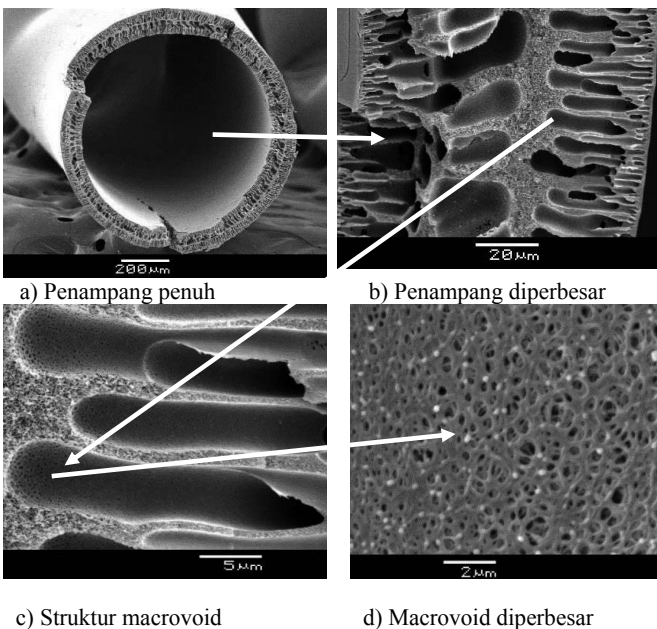 200μm
20μm
a) Penampang penuh
b) Penampang diperbesar
5μm
2μm
c) Struktur macrovoid
d) Macrovoid diperbesar